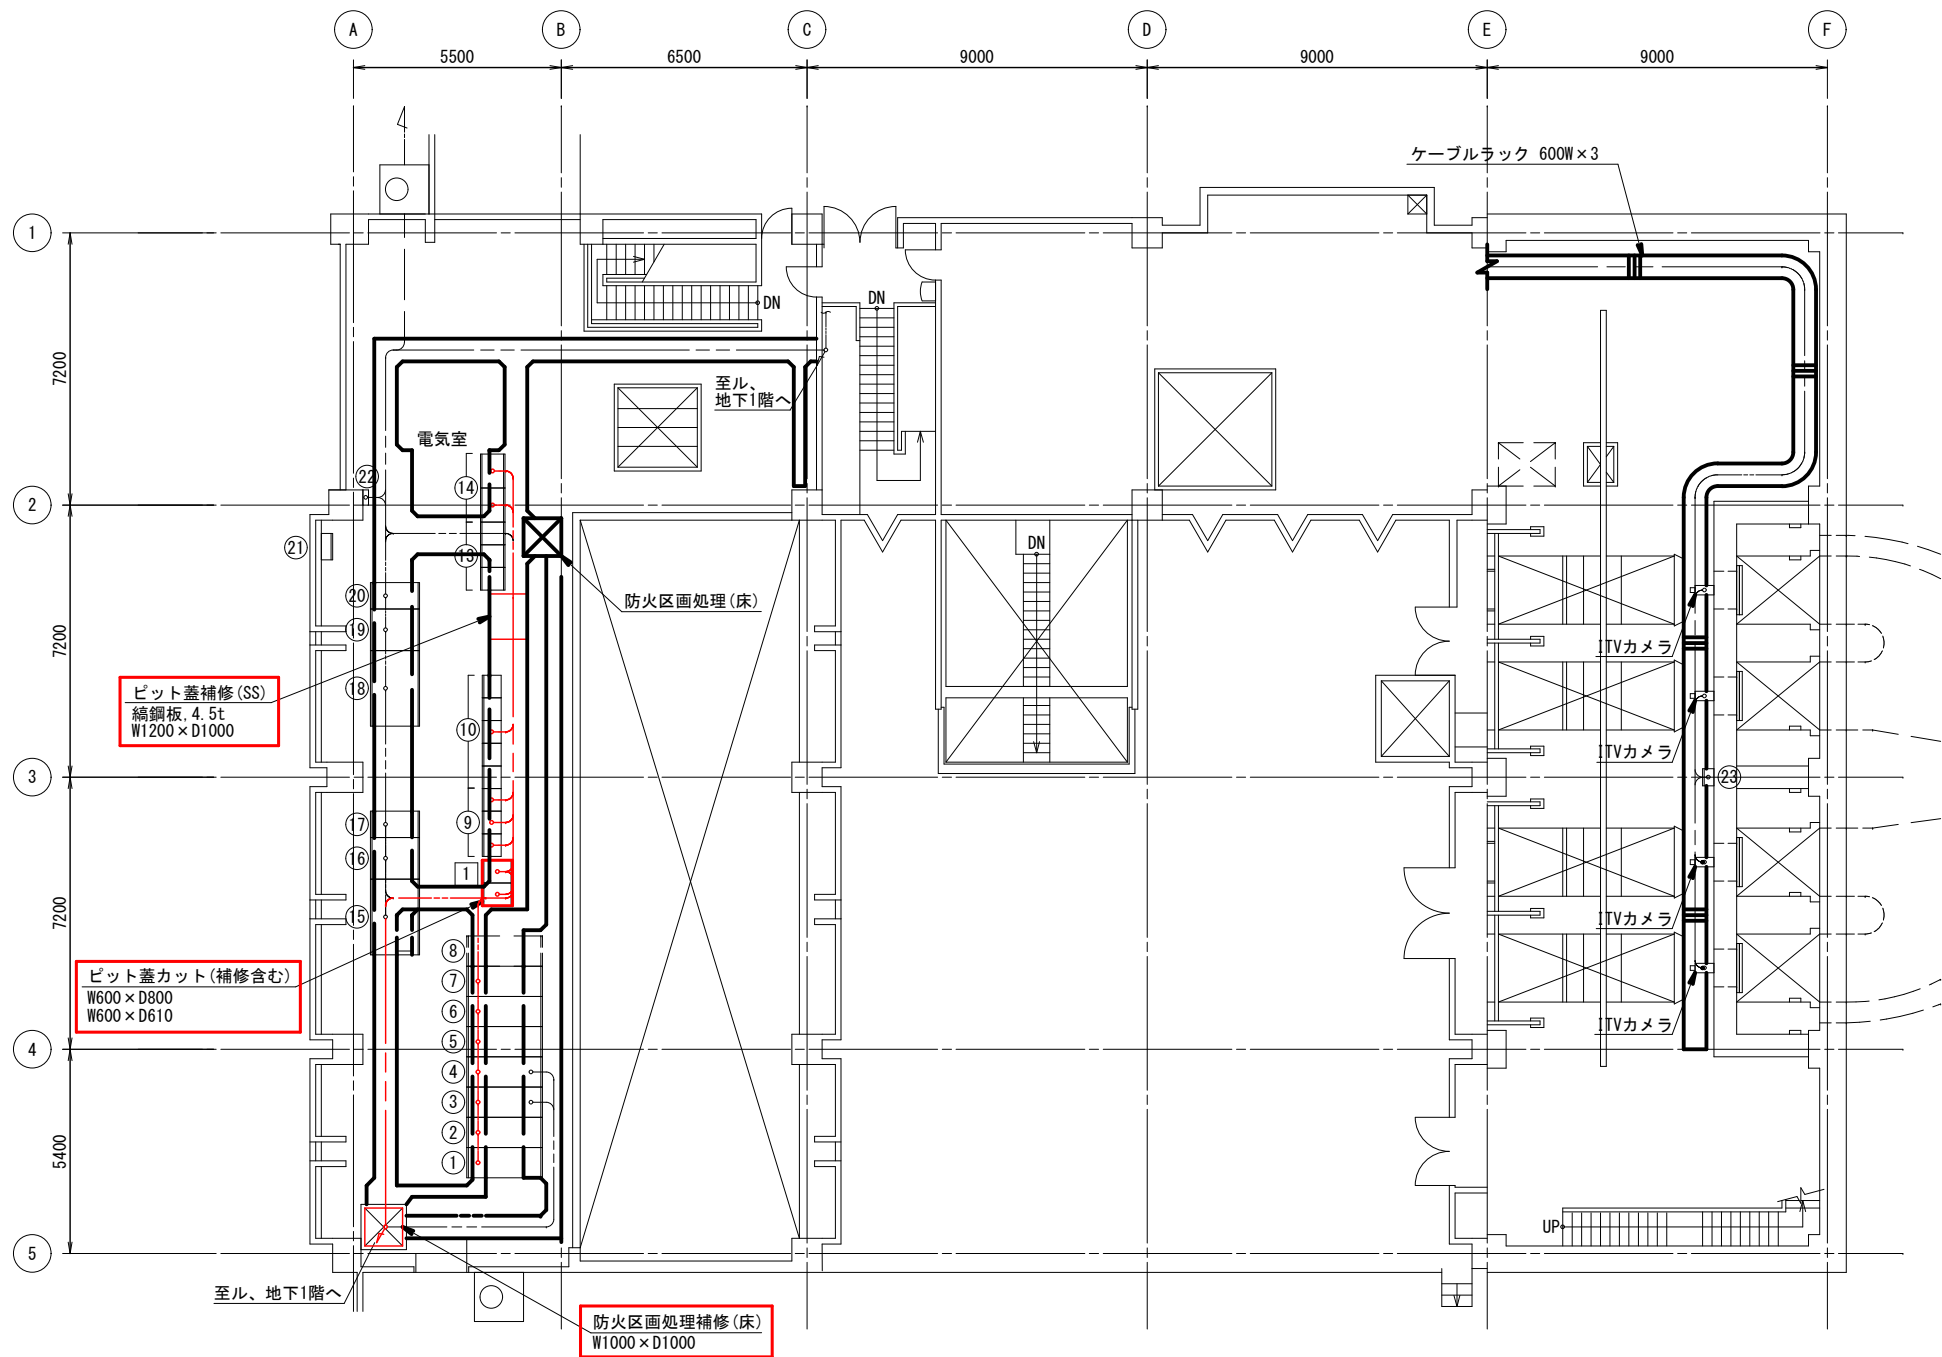 A
B
C
D
E
F
5500
6500
9000
9000
9000
ケーブルラック 600W×3
1
DN
DN
7200
至ル、
地下1階へ
電気室
22
14
2
21
13
DN
防火区画処理(床)
20
19
7200
ITVカメラ
ピット蓋補修(SS)
縞鋼板,4.5t
W1200×D1000
18
10
ITVカメラ
3
23
17
9
16
1
7200
15
ITVカメラ
8
ピット蓋カット(補修含む)
W600×D800
W600×D610
7
6
5
ITVカメラ
4
4
3
2
1
5400
UP
5
至ル、地下1階へ
防火区画処理補修(床)
W1000×D1000